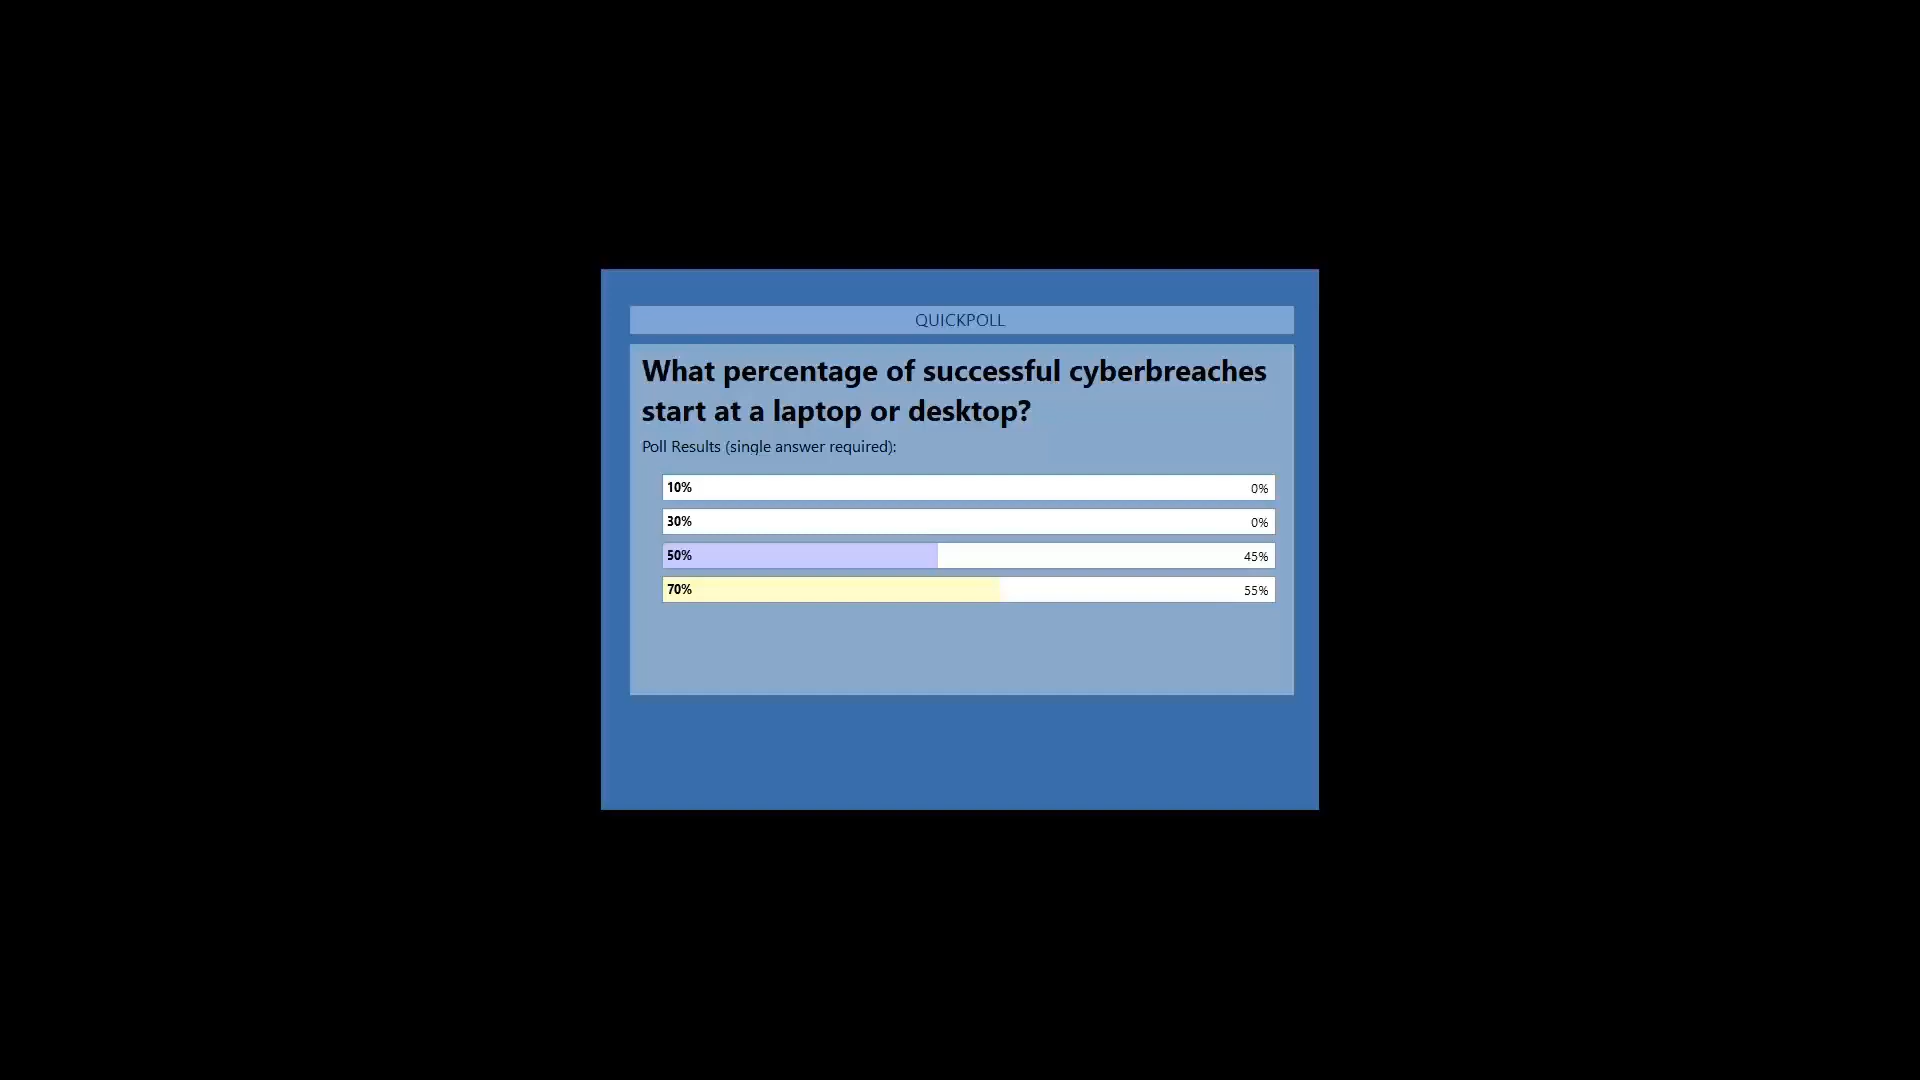 QUICKPOLL
What percentage of successful cyberbreaches
start at a laptop or desktop?
Poll Results (single answer required):
10% 0%
30% 0%
50% 45%
70% 55%